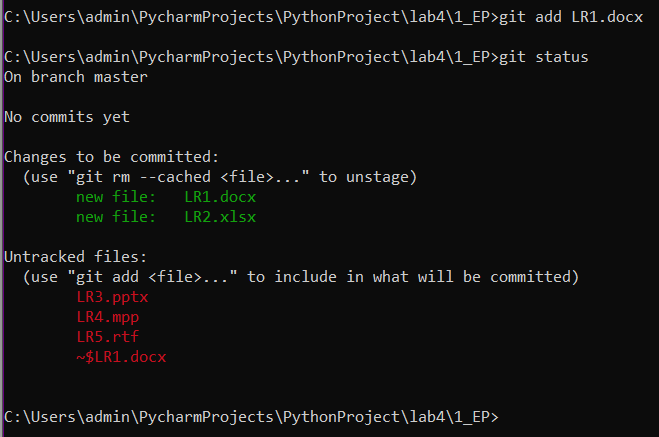 C:\Users\admin\PycharmProjects\PythonProject\lab4\1_EP>git add LR1.docx
C:\Users\admin\PycharmProjects\PythonProject\lab4\1_EP>git status
On branch master
No commits yet
Changes to be committed:
  (use "git rm --cached <file>..." to unstage)
        new file:   LR1.docx
        new file:   LR2.xlsx
Untracked files:
  (use "git add <file>..." to include in what will be committed)
        LR3.pptx
        LR4.mpp
        LR5.rtf
        ~$LR1.docx
C:\Users\admin\PycharmProjects\PythonProject\lab4\1_EP>